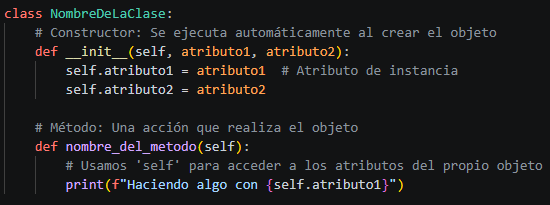 class NombreDeLaClase:
    # Constructor: Se ejecuta automáticamente al crear el objeto
    def __init__(self, atributo1, atributo2):
        self.atributo1 = atributo1  # Atributo de instancia
        self.atributo2 = atributo2

    # Método: Una acción que realiza el objeto
    def nombre_del_metodo(self):
        # Usamos 'self' para acceder a los atributos del propio objeto
        print(f"Haciendo algo con {self.atributo1}")